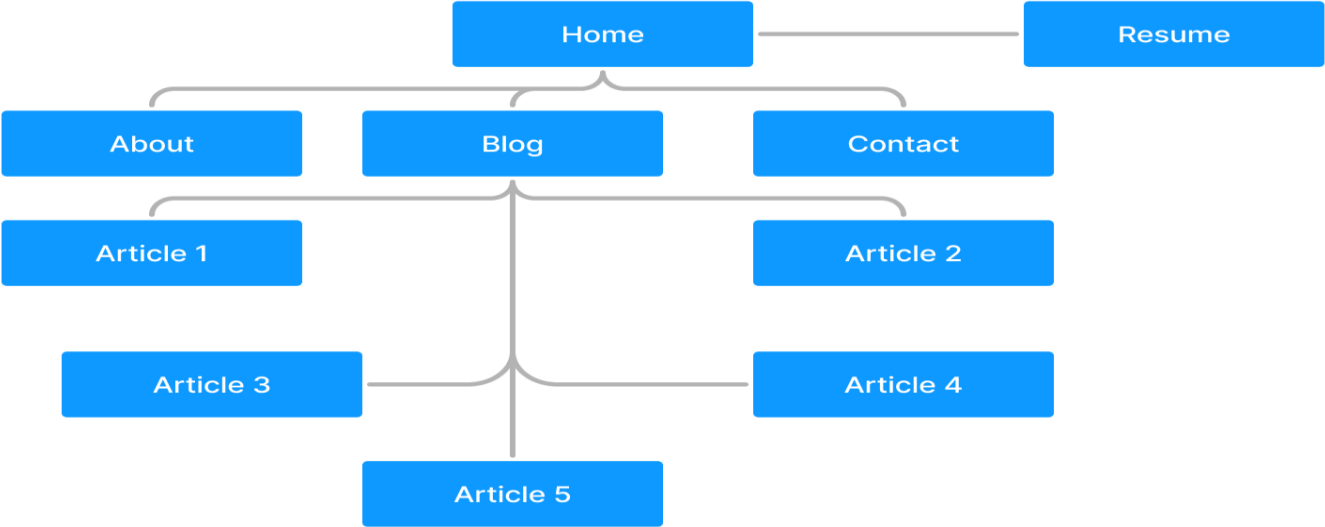 Home
Resume
About
Blog
Contact
Article 1
Article 2
Article 3
Article 4
Article 5